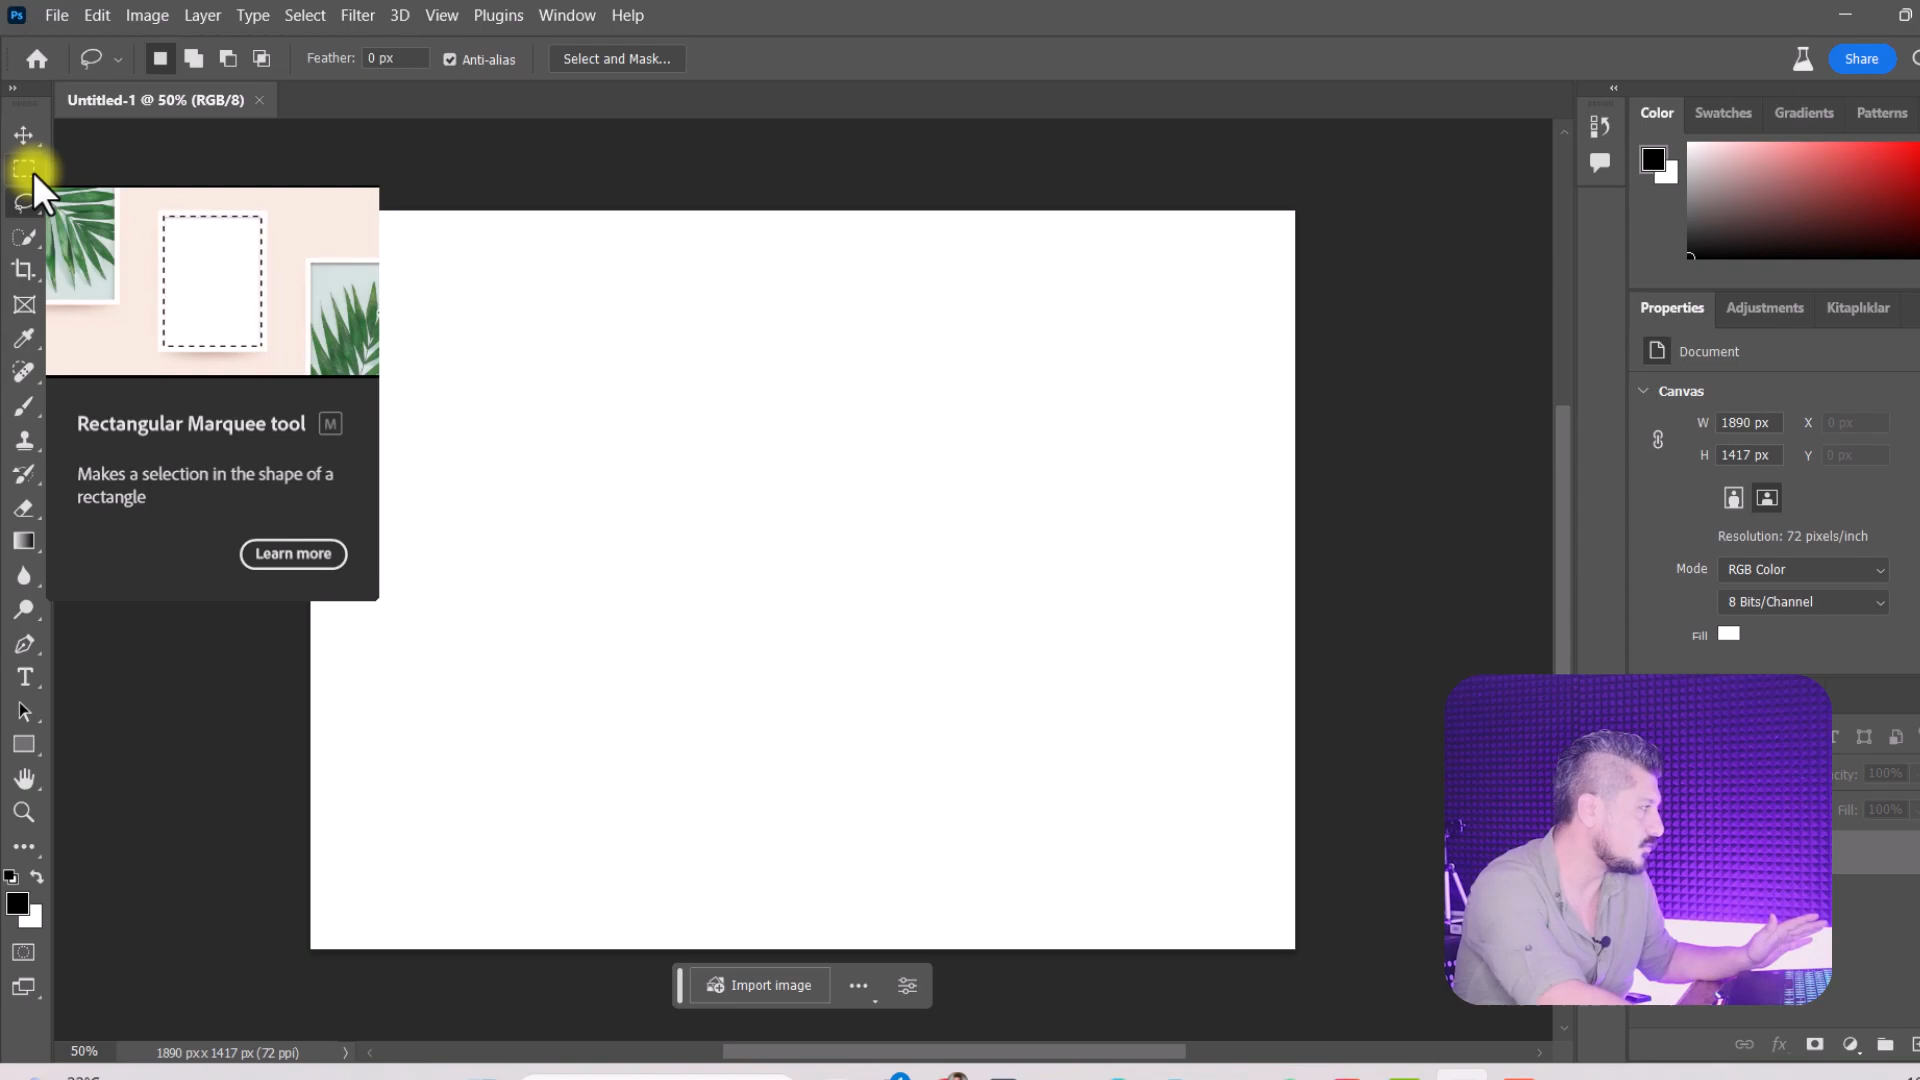 Ps File Edit Image Layer Type Select Filter 3D View Plugins Window Help
Feather: 0 px Anti-alias Select and Mask... Share
Untitled-1 @ 50% (RGB/8)
Color Swatches Gradients Patterns
Properties Adjustments Kitaplıklar
Document
Canvas
W 1890 px X 0 px
H 1417 px Y 0 px
Resolution: 72 pixels/inch
Mode RGB Color
8 Bits/Channel
Fill
Rectangular Marquee tool M
Makes a selection in the shape of a
rectangle
Learn more
100%
Fill: 100%
Import image
50% 1890 px x 1417 px (72 ppi)